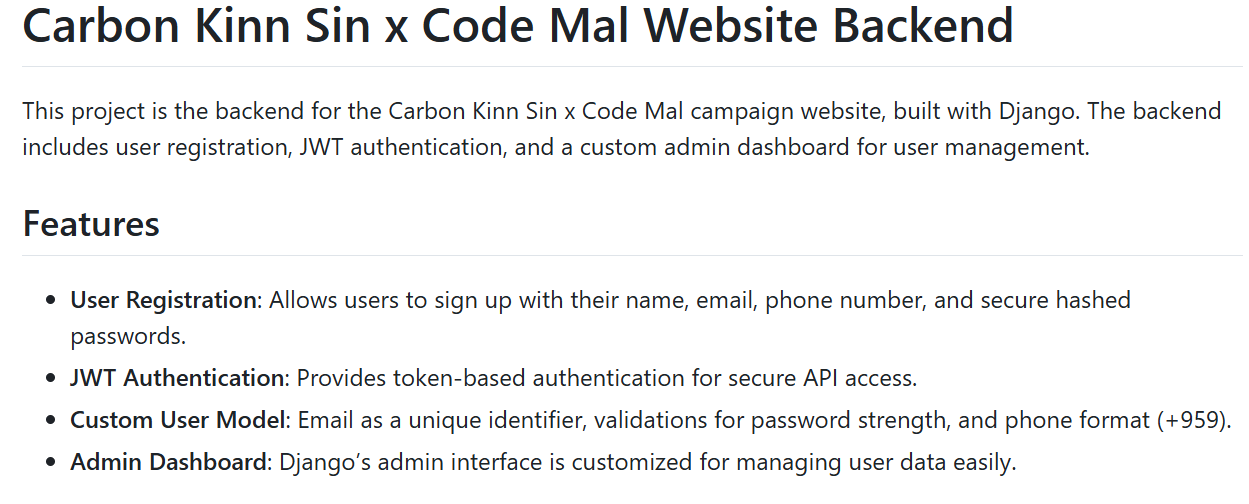 Carbon Kinn Sin x Code Mal Website Backend
This project is the backend for the Carbon Kinn Sin x Code Mal campaign website, built with Django. The backend
includes user registration, JWT authentication, and a custom admin dashboard for user management.
Features
• User Registration: Allows users to sign up with their name, email, phone number, and secure hashed
passwords.
• JWT Authentication: Provides token-based authentication for secure API access.
• Custom User Model: Email as a unique identifier, validations for password strength, and phone format (+959).
• Admin Dashboard: Django’s admin interface is customized for managing user data easily.